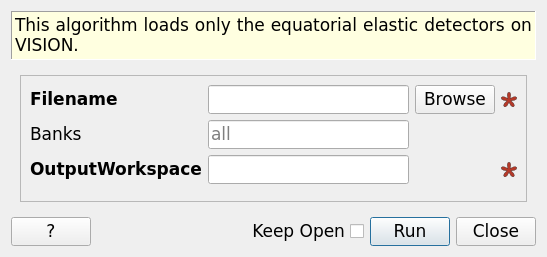 This algorithm loads only the equatorial elastic detectors on
VISION.
Filename
Browse
Banks
all
OutputWorkspace
?
Keep Open
Run
Close